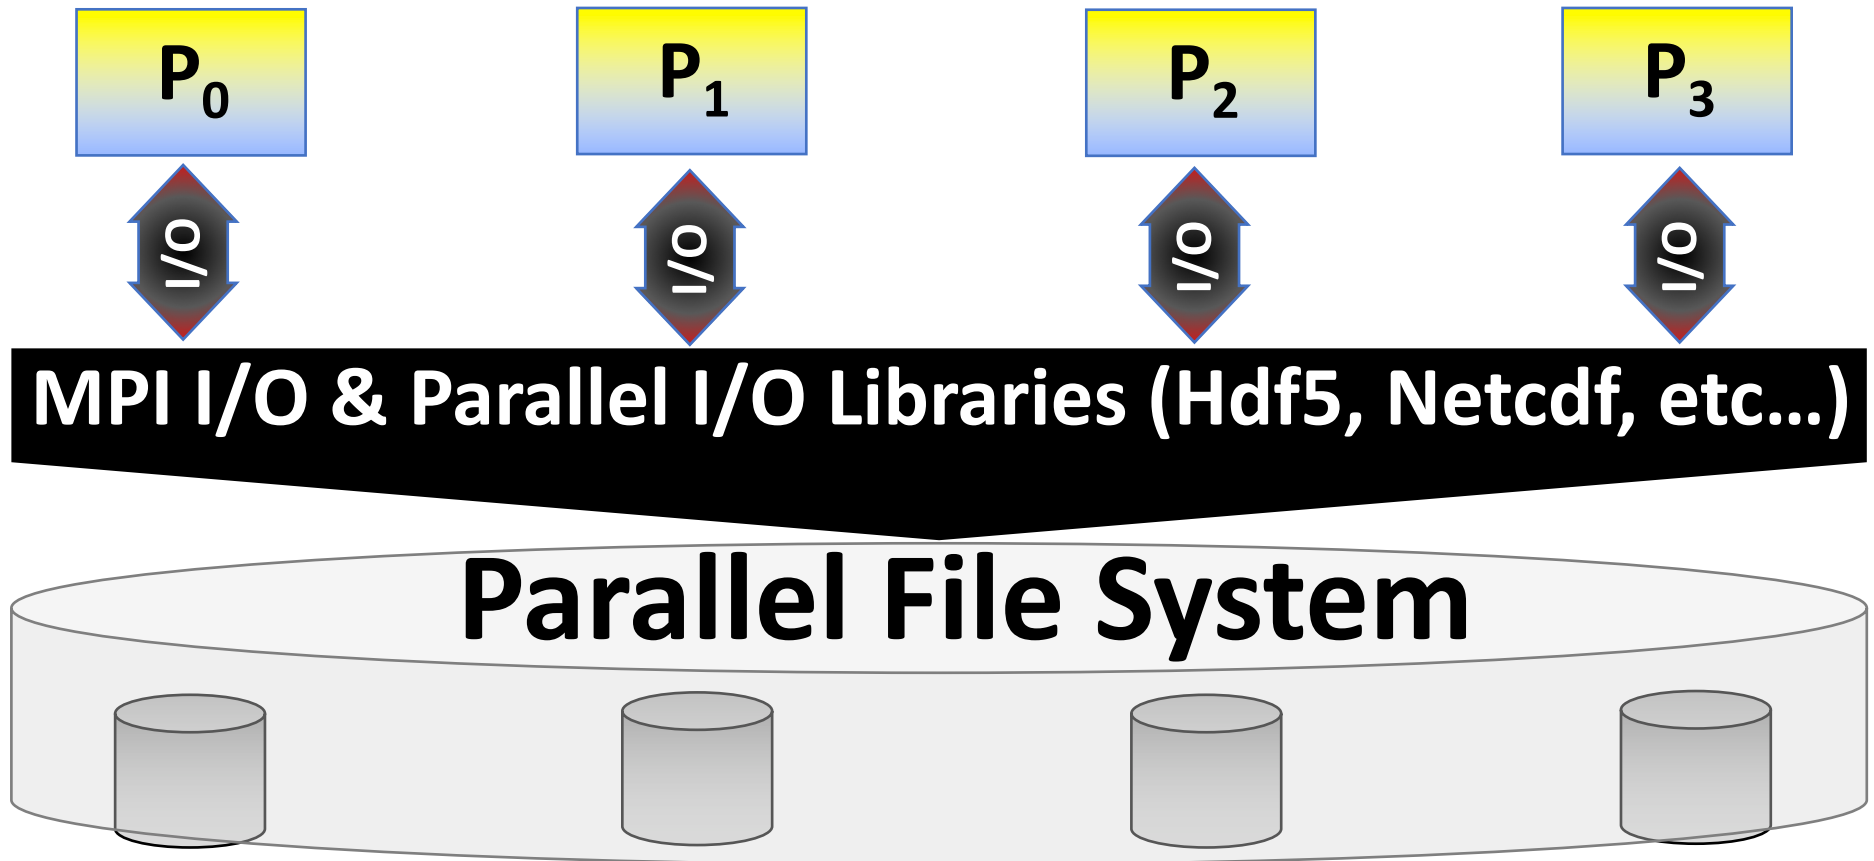 P0 P1 P2 P3
I/O I/O I/O I/O
MPI I/O & Parallel I/O Libraries (Hdf5, Netcdf, etc...)
Parallel File System